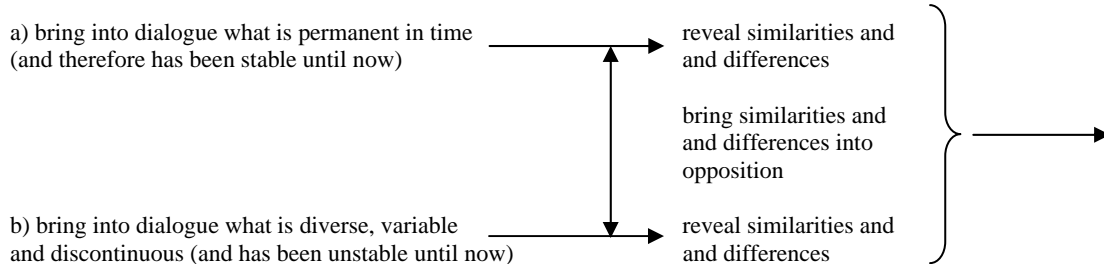 a) bring into dialogue what is permanent in time
(and therefore has been stable until now)
reveal similarities and
and differences
bring similarities and
and differences into
opposition
b) bring into dialogue what is diverse, variable
and discontinuous (and has been unstable until now)
reveal similarities and
and differences